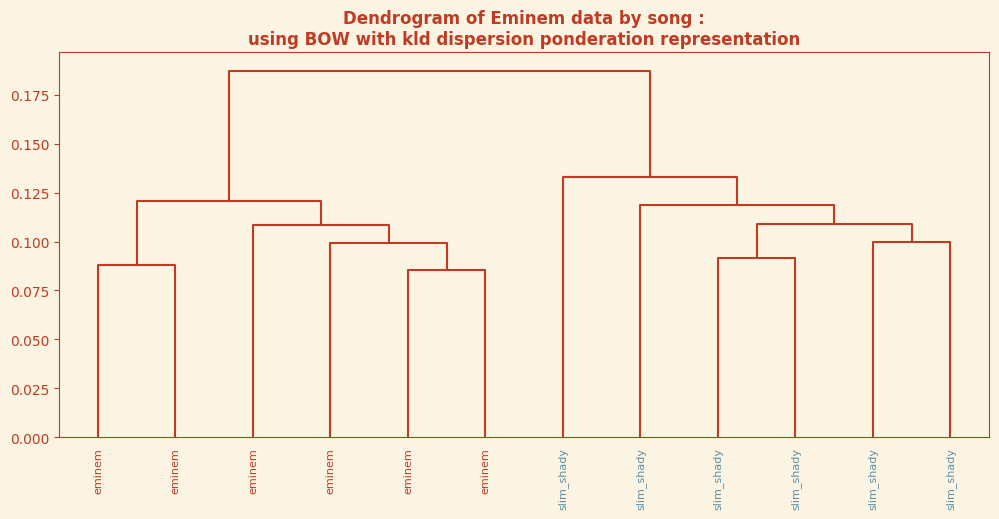 Dendrogram of Eminem data by song :
using BOW with kld dispersion ponderation representation
0.175
0.150
0.125
0.100
0.075
0.050
0.025
0.000
eminem
eminem
eminem
eminem
eminem
eminem
slim_shady
slim_shady
slim_shady
slim_shady
slim_shady
slim_shady